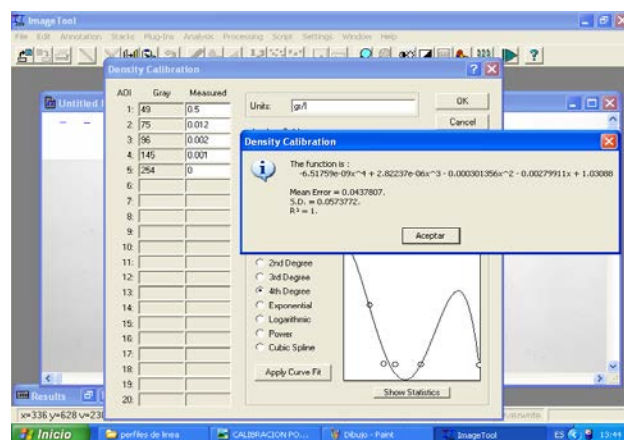 ImageTool
File Edit Annotation Stacks Plug-Ins Analysis Processing Script Settings Window Help
Density Calibration
Untitled
AOI Gray Measured
1: 49 0.5
2: 75 0.012
3: 96 0.002
4: 145 0.001
5: 254 0
6:
7:
8:
9:
10:
11:
12:
13:
14:
15:
16:
17:
18:
19:
20:
Units: gr/l
OK
Cancel
Density Calibration
The function is :
-6.51759e-09x^4 + 2.82237e-06x^3 - 0.000301356x^2 - 0.00279911x + 1.03088
Mean Error = 0.0437807.
S.D. = 0.0573772.
R² = 1.
Aceptar
2nd Degree
3rd Degree
4th Degree
Exponential
Logarithmic
Power
Cubic Spline
Apply Curve Fit
Show Statistics
Results
x=336 y=628 v=23
Inicio
perfiles de linea
CALIBRACION PO...
Dibujo - Paint
ImageTool
ES
13:44